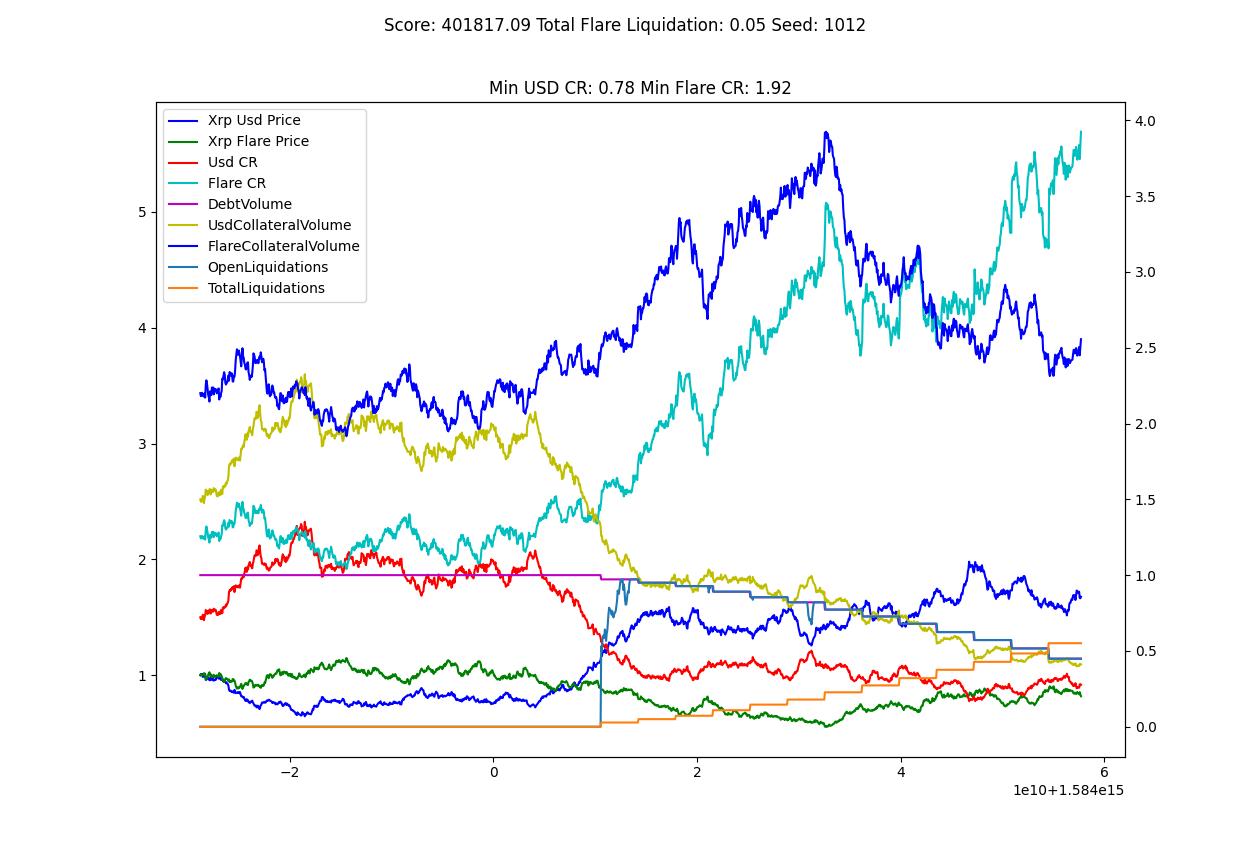 Score: 401817.09 Total Flare Liquidation: 0.05 Seed: 1012
Min USD CR: 0.78 Min Flare CR: 1.92
Xrp Usd Price
Xrp Flare Price
Usd CR
Flare CR
DebtVolume
UsdCollateralVolume
FlareCollateralVolume
OpenLiquidations
TotalLiquidations
5
4
3
2
1
4.0
3.5
3.0
2.5
2.0
1.5
1.0
0.5
0.0
−2 0 2 4 6
1e10+1.584e15